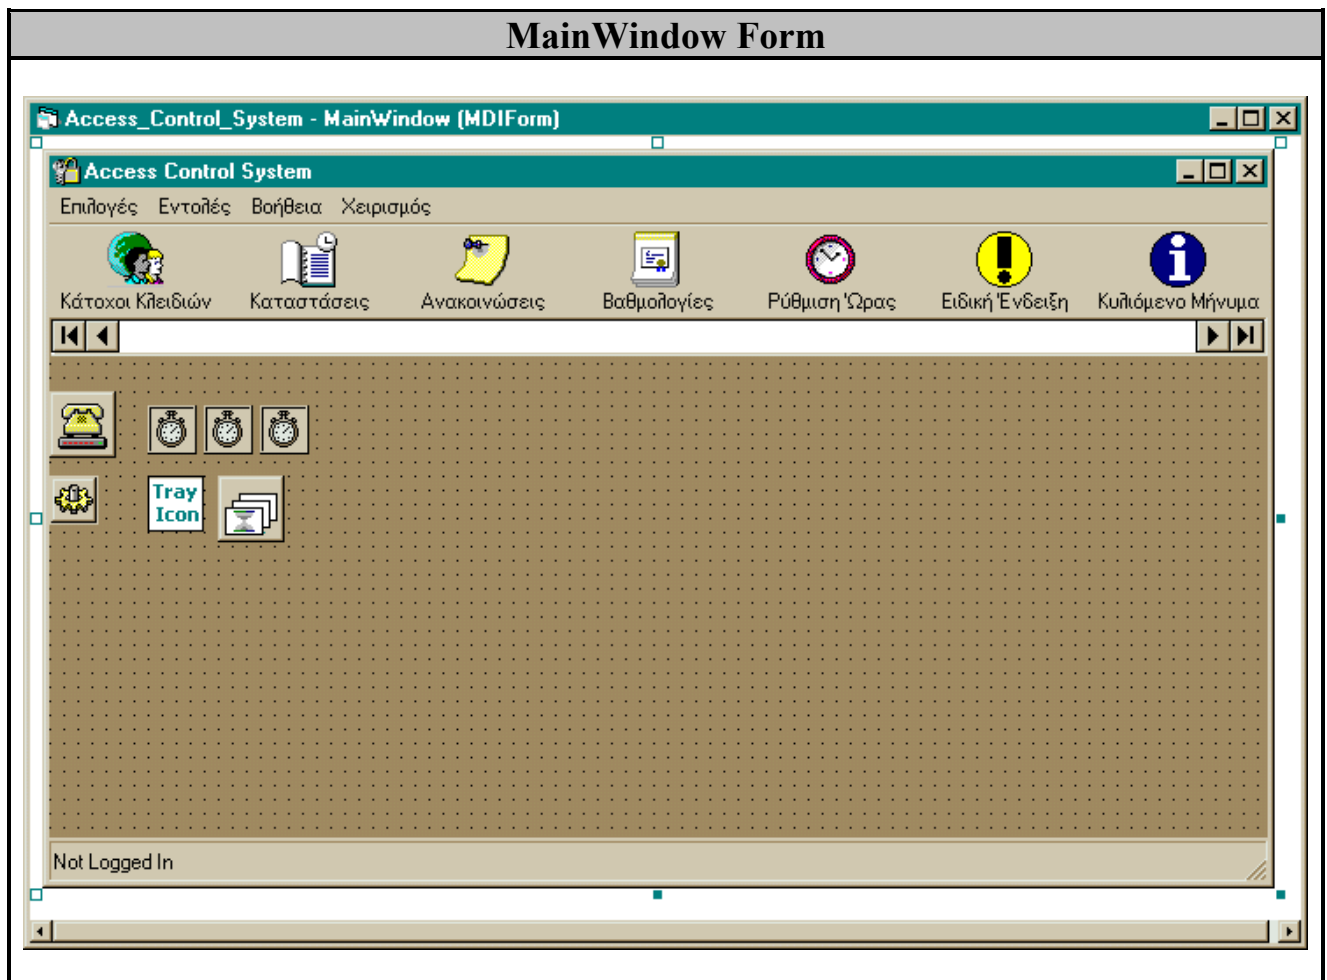 MainWindow Form
Access_Control_System - MainWindow (MDIForm)
Access Control System
Επιλογές Εντολές Βοήθεια Χειρισμός
Κάτοχοι Κλειδιών Καταστάσεις Ανακοινώσεις Βαθμολογίες Ρύθμιση Ώρας Ειδική Ένδειξη Κυλιόμενο Μήνυμα
Tray
Icon
Not Logged In